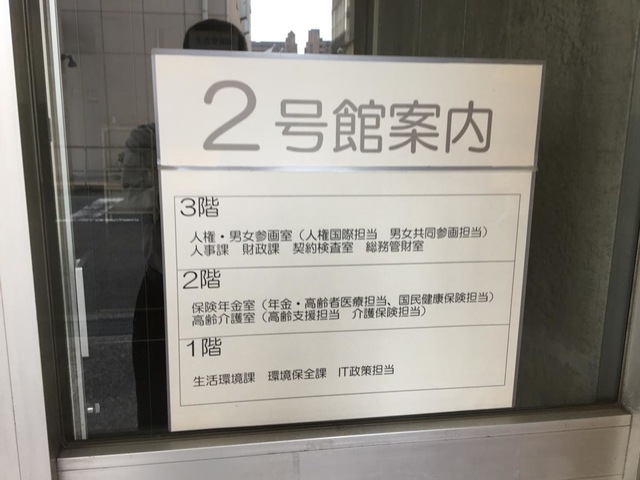 2号館案内
3階
人権・男女参画室（人権国際担当　男女共同参画担当）
人事課　財政課　契約検査室　総務管財室
2階
保険年金室（年金・高齢者医療担当、国民健康保険担当）
高齢介護室（高齢支援担当　介護保険担当）
1階
生活環境課　環境保全課　IT政策担当